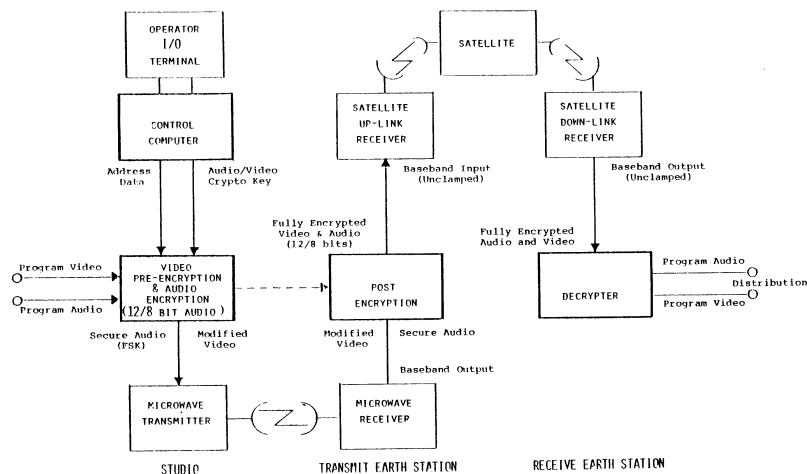 OPERATOR
I/O
TERMINAL
CONTROL
COMPUTER
Address
Data
Audio/Video
Crypto Key
Program Video
Program Audio
VIDEO
PRE-ENCRYPTION
& AUDIO
ENCRYPTION
(12/8 BIT AUDIO)
Secure Audio
(FSK)
Modified
Video
MICROWAVE
TRANSMITTER
STUDIO
SATELLITE
UP-LINK
RECEIVER
Baseband Input
(Unclamped)
Fully Encrypted
Video & Audio
(12/8 bits)
POST
ENCRYPTION
Modified
Video
Secure Audio
Baseband Output
MICROWAVE
RECEIVER
TRANSMIT EARTH STATION
SATELLITE
SATELLITE
DOWN-LINK
RECEIVER
Baseband Output
(Unclamped)
Fully Encrypted
Audio and Video
DECRYPTER
Program Audio
Distribution
Program Video
RECEIVE EARTH STATION